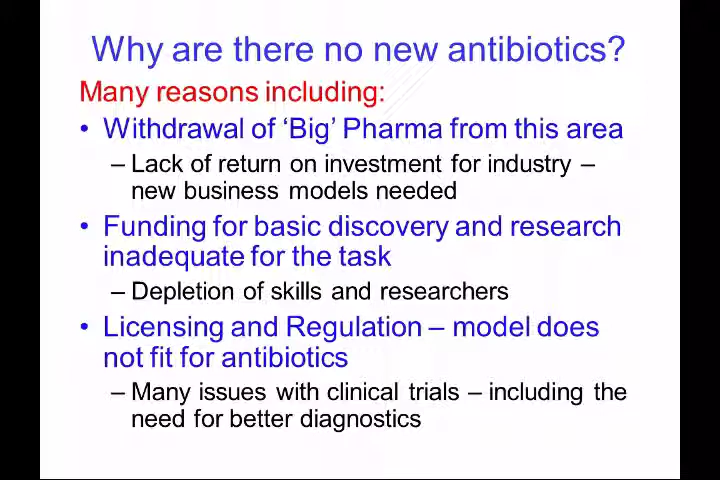 Why are there no new antibiotics?
Many reasons including:
• Withdrawal of ‘Big’ Pharma from this area
– Lack of return on investment for industry –
new business models needed
• Funding for basic discovery and research
inadequate for the task
– Depletion of skills and researchers
• Licensing and Regulation – model does
not fit for antibiotics
– Many issues with clinical trials – including the
need for better diagnostics